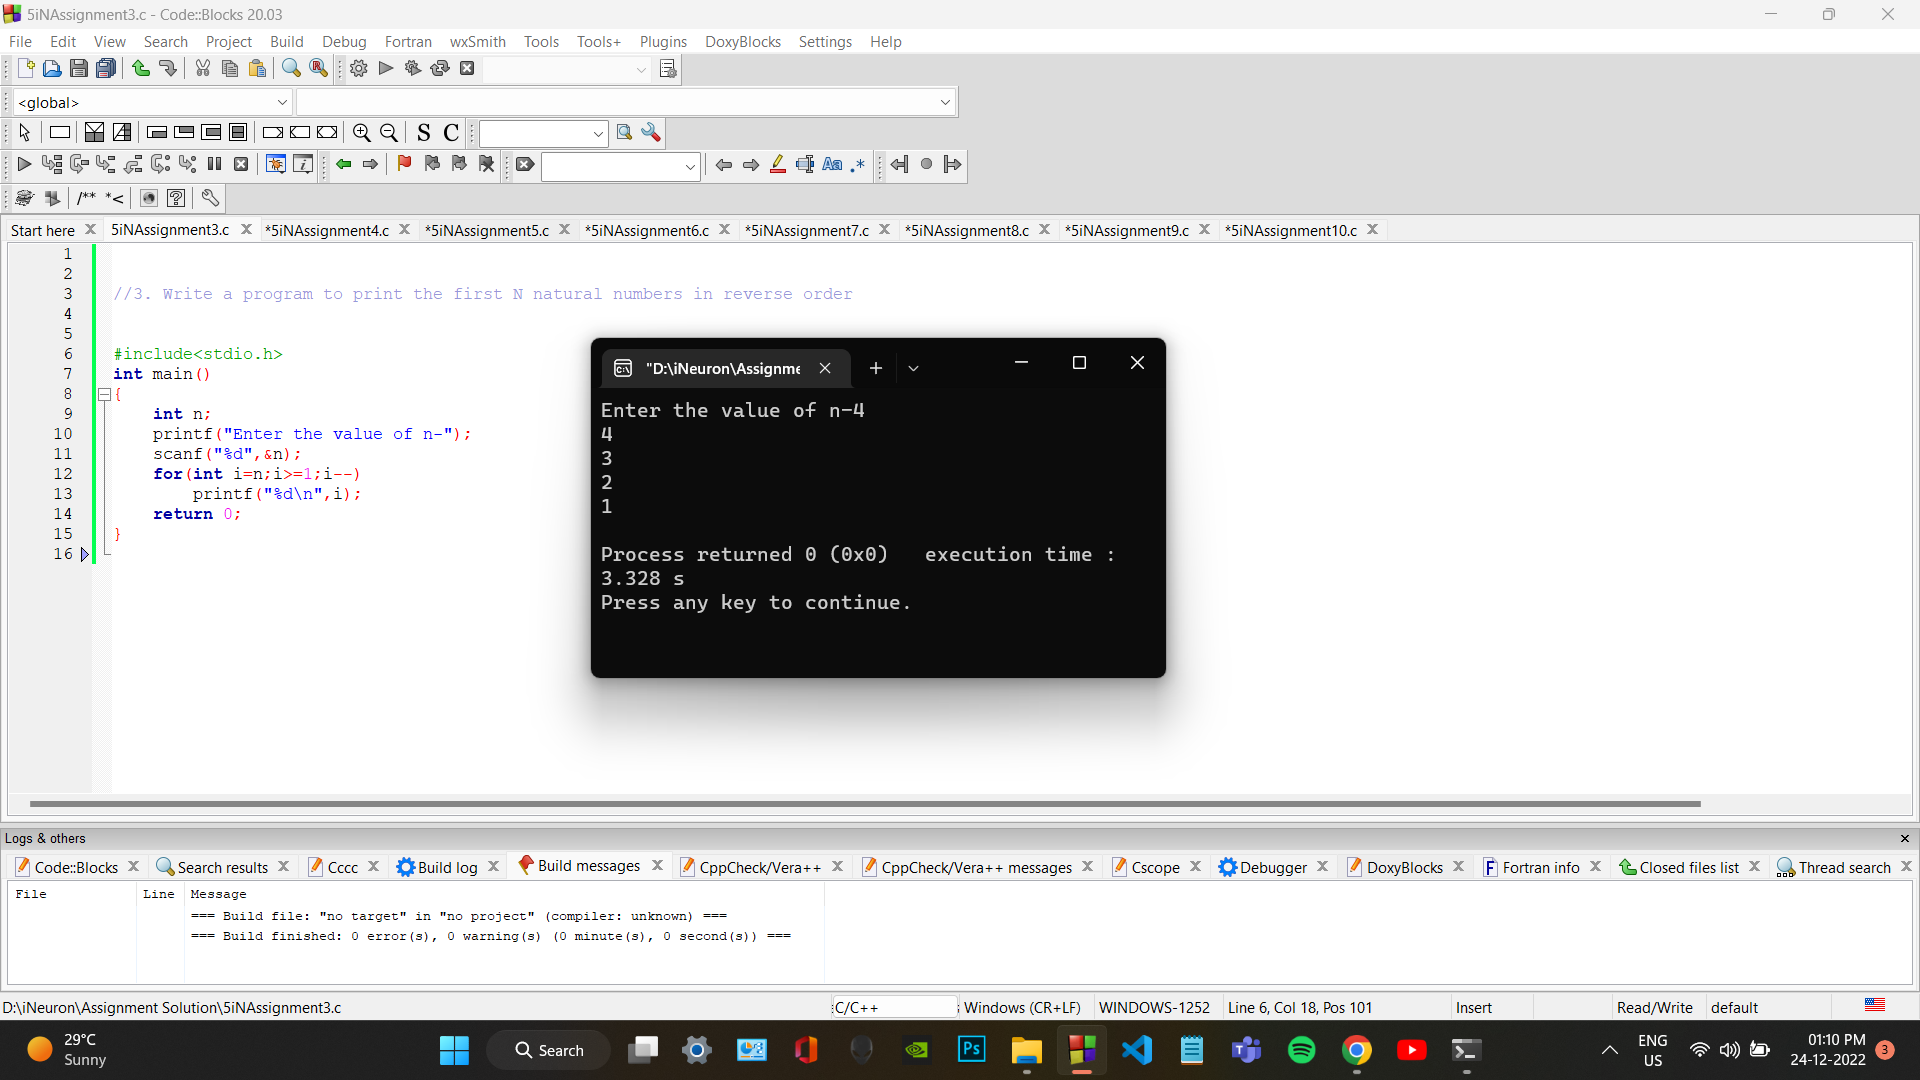 5iNAssignment3.c - Code::Blocks 20.03
File Edit View Search Project Build Debug Fortran wxSmith Tools Tools+ Plugins DoxyBlocks Settings Help
<global>
S C
Aa .*
/** *<
Start here 5iNAssignment3.c *5iNAssignment4.c *5iNAssignment5.c *5iNAssignment6.c *5iNAssignment7.c *5iNAssignment8.c *5iNAssignment9.c *5iNAssignment10.c
1
2
3 //3. Write a program to print the first N natural numbers in reverse order
4
5
6 #include<stdio.h>
7 int main()
8 {
9 int n;
10 printf("Enter the value of n-");
11 scanf("%d",&n);
12 for(int i=n;i>=1;i--)
13 printf("%d\n",i);
14 return 0;
15 }
16
"D:\iNeuron\Assignme
Enter the value of n-4
4
3
2
1
Process returned 0 (0x0) execution time :
3.328 s
Press any key to continue.
Logs & others
Code::Blocks Search results Cccc Build log Build messages CppCheck/Vera++ CppCheck/Vera++ messages Cscope Debugger DoxyBlocks Fortran info Closed files list Thread search
File Line Message
=== Build file: "no target" in "no project" (compiler: unknown) ===
=== Build finished: 0 error(s), 0 warning(s) (0 minute(s), 0 second(s)) ===
D:\iNeuron\Assignment Solution\5iNAssignment3.c C/C++ Windows (CR+LF) WINDOWS-1252 Line 6, Col 18, Pos 101 Insert Read/Write default
29°C
Sunny
Search
Ps
ENG
US
01:10 PM
24-12-2022
3